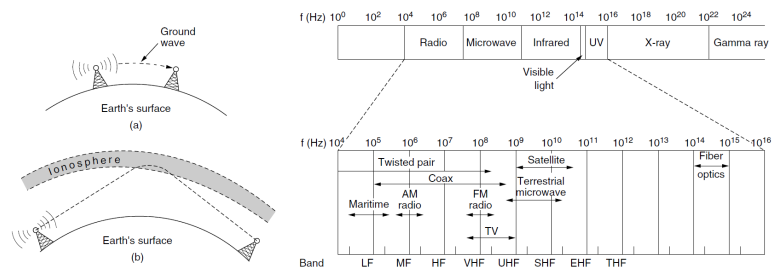 Ground
wave
Earth's surface
(a)
Ionosphere
Earth's surface
(b)
f (Hz) 10^0 10^2 10^4 10^6 10^8 10^10 10^12 10^14 10^16 10^18 10^20 10^22 10^24
Radio Microwave Infrared UV X-ray Gamma ray
Visible
light
f (Hz) 10^4 10^5 10^6 10^7 10^8 10^9 10^10 10^11 10^12 10^13 10^14 10^15 10^16
Twisted pair
Coax
Satellite
Fiber
optics
Maritime
AM
radio
FM
radio
Terrestrial
microwave
TV
Band LF MF HF VHF UHF SHF EHF THF